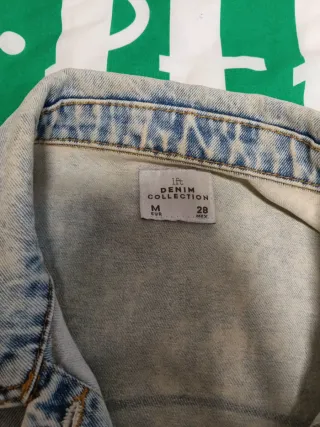 DENIM
COLLECTION
M 28
EUR MEX